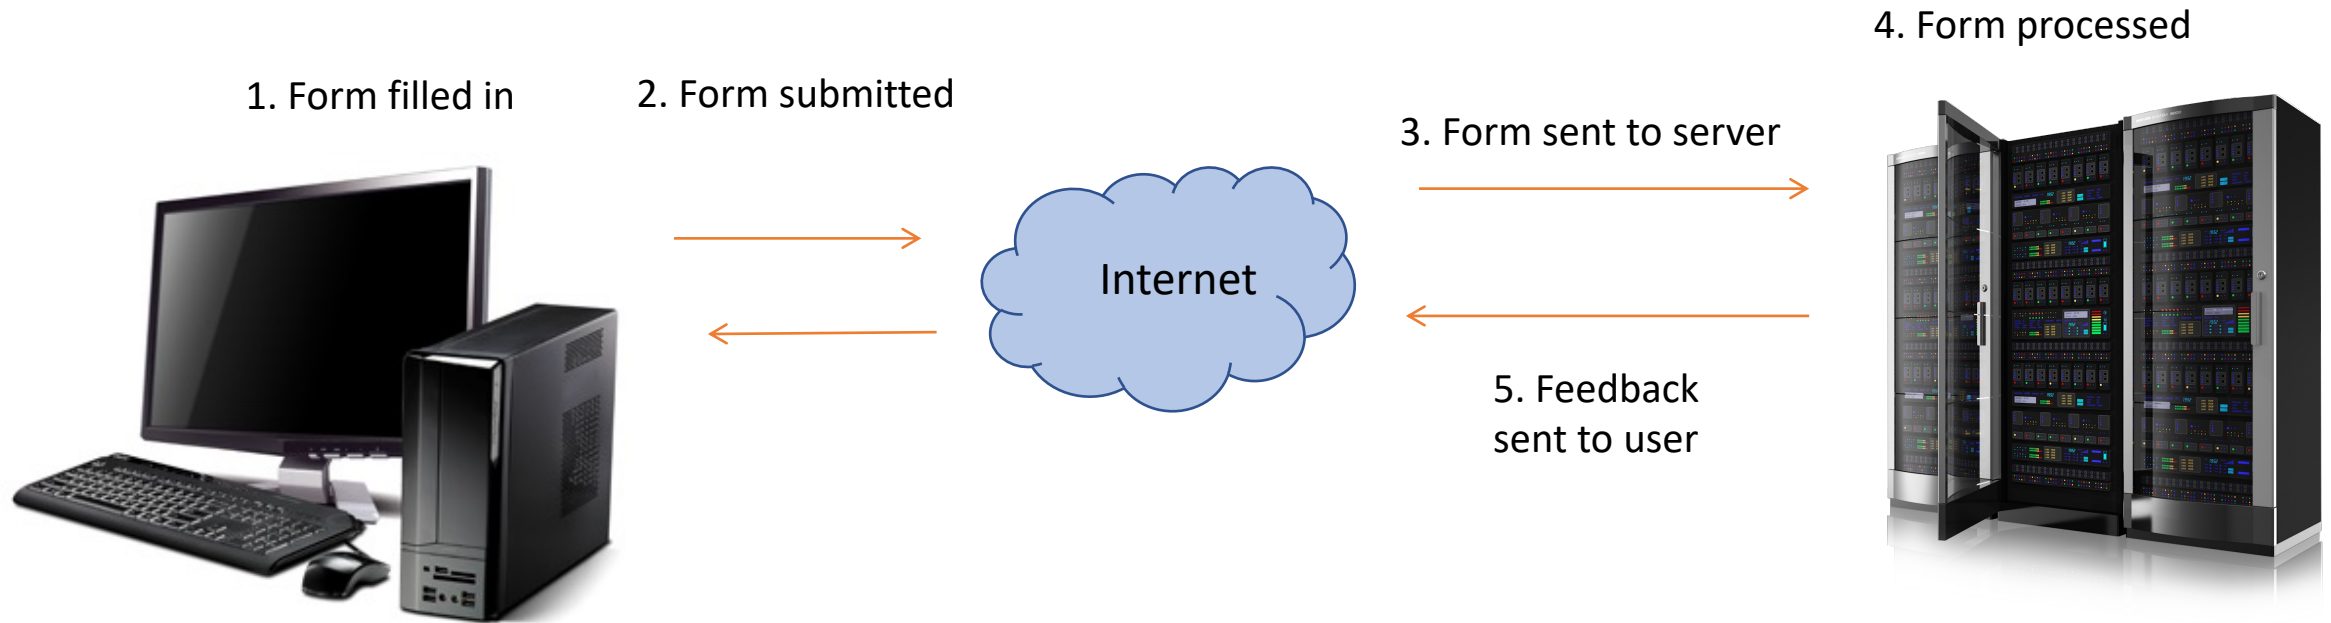 1. Form filled in
2. Form submitted
3. Form sent to server
4. Form processed
Internet
5. Feedback
sent to user